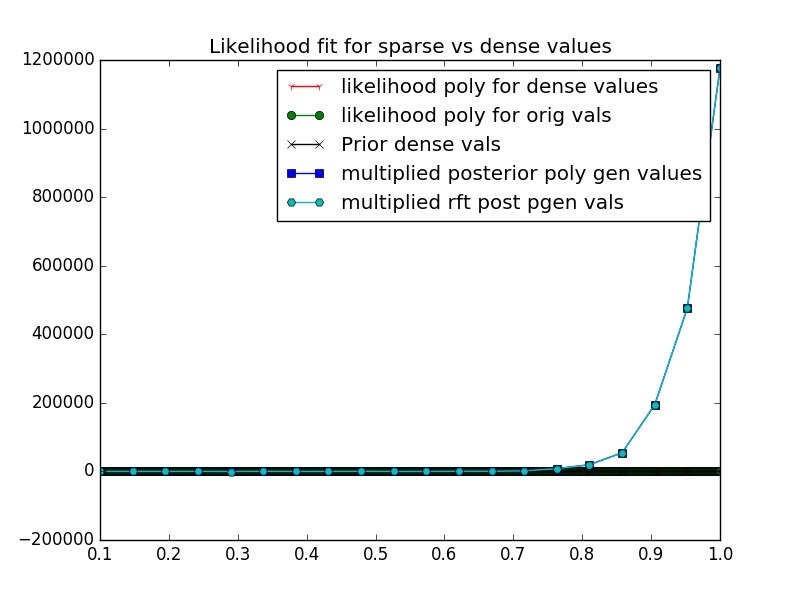 Likelihood fit for sparse vs dense values
1200000
1000000
800000
600000
400000
200000
0
−200000
likelihood poly for dense values
likelihood poly for orig vals
Prior dense vals
multiplied posterior poly gen values
multiplied rft post pgen vals
0.1 0.2 0.3 0.4 0.5 0.6 0.7 0.8 0.9 1.0